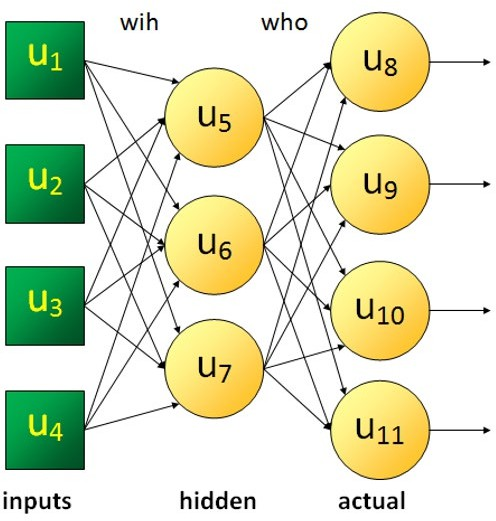 wih
who
u1
u2
u3
u4
u5
u6
u7
u8
u9
u10
u11
inputs
hidden
actual